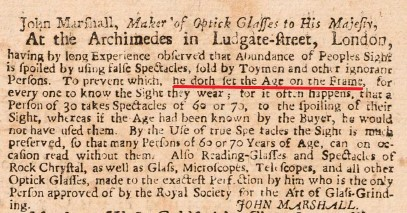 John Marshall, Maker of Optick Glasses to His Majesty,
At the Archimedes in Ludgate-street, London,
having by long Experience observed that Abundance of Peoples Sight
is spoiled by using false Spectacles, sold by Toymen and other ignorant
Persons. To prevent which, he doth set the Age on the Frame, for
every one to know the Sight they wear; for it often happens, that a
Person of 30 takes Spectacles of 60 or 70, to the spoiling of their
Sight, whereas if the Age had been known by the Buyer, he would
not have used them. By the Use of true Spectacles the Sight is much
preserved, so that many Persons of 60 or 70 Years of Age, can on oc-
casion read without them. Also Reading-Glasses and Spectacles of
Rock Chrystal, as well as Glass, Microscopes, Telescopes, and all other
Optick Glasses, made to the exactest Perfection by him who is the only
Person approved of by the Royal Society for the Art of Glass-Grind-
ing. JOHN MARSHALL.